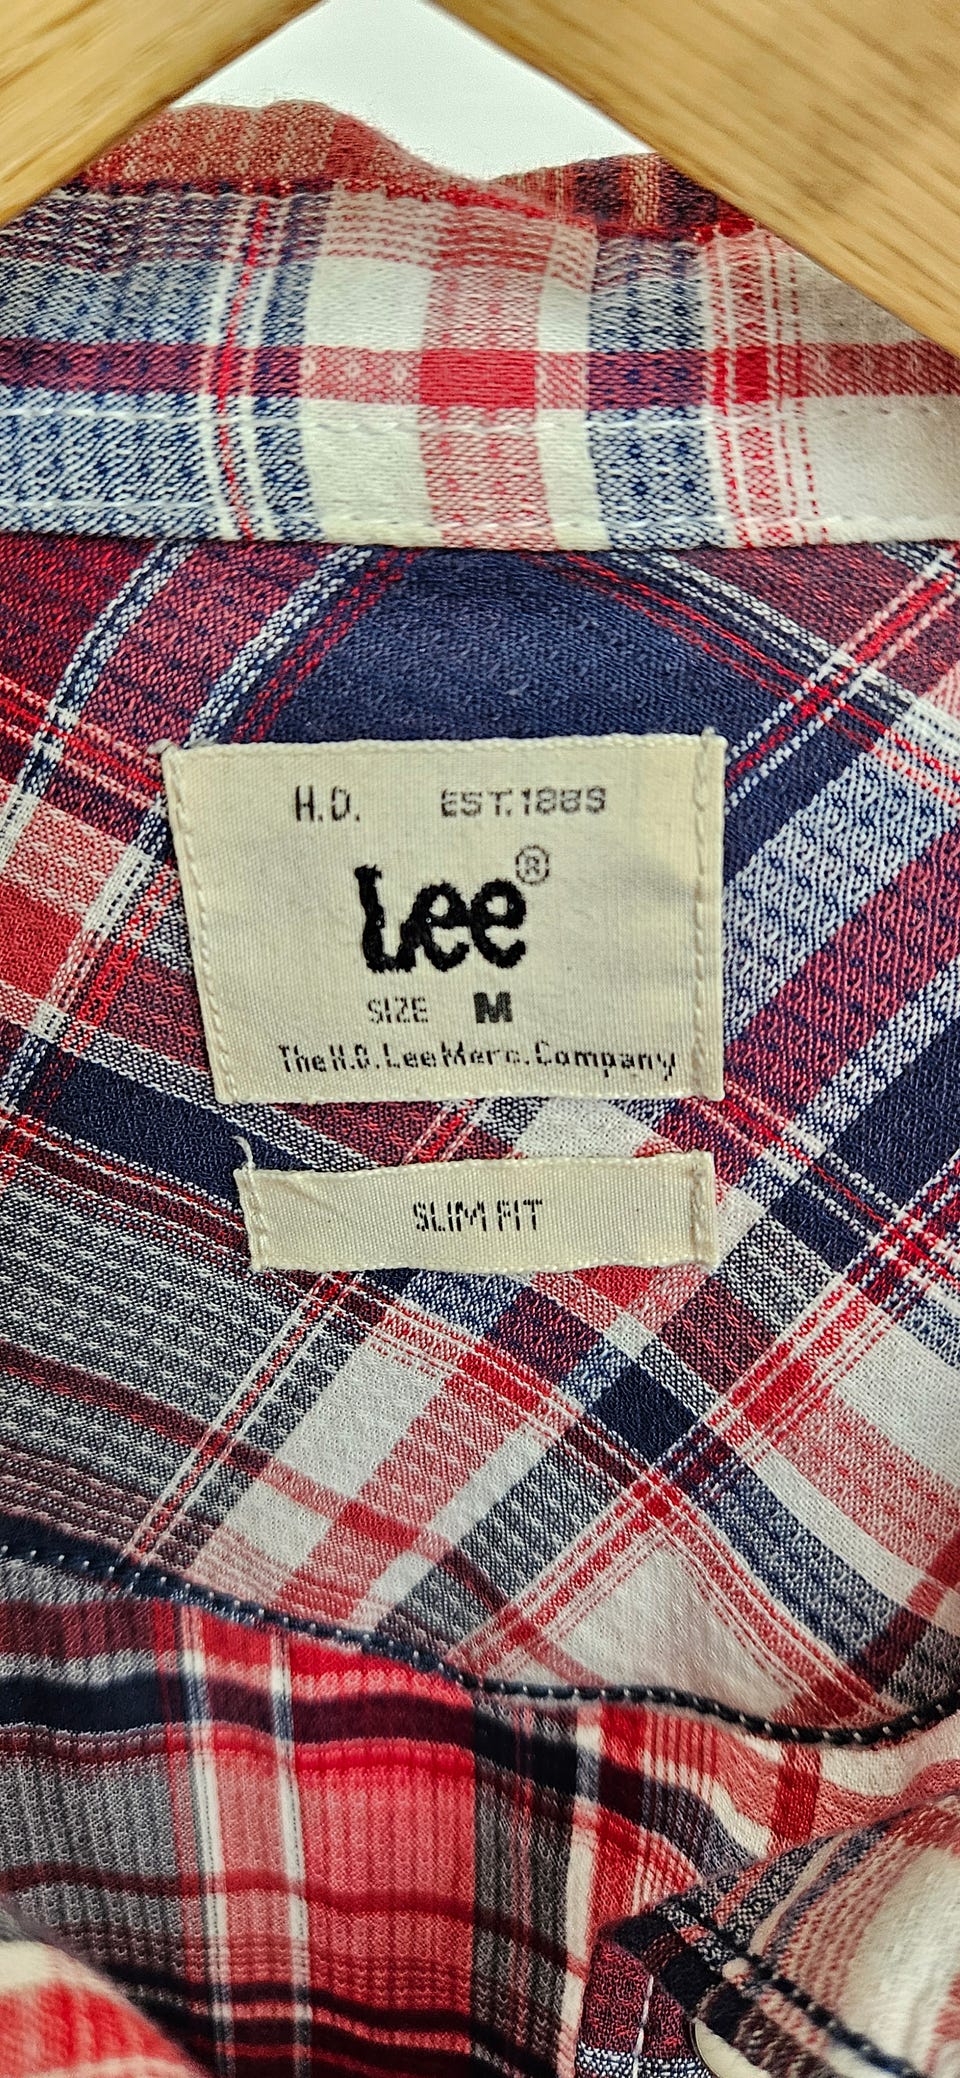 H.D. EST.1889
Lee®
SIZE M
The H.D. Lee Merc. Company
SLIM FIT